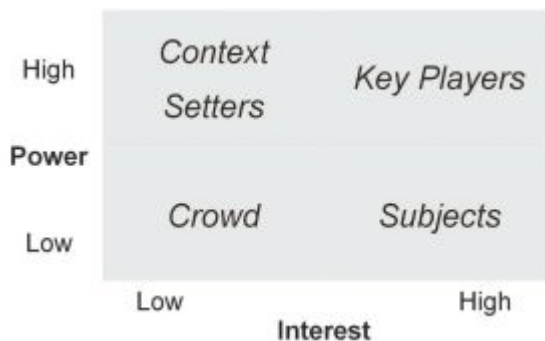 High
Context
Setters
Key Players
Power
Low
Crowd
Subjects
Low
High
Interest